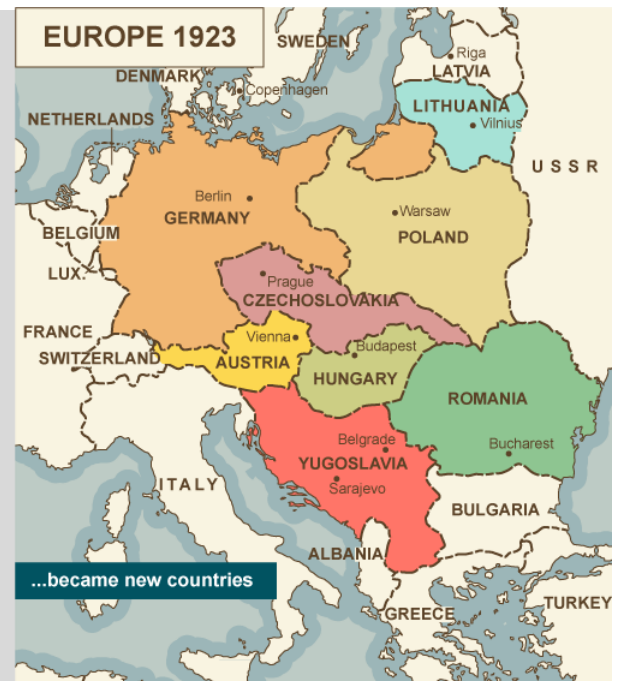 EUROPE 1923
SWEDEN
Riga
LATVIA
DENMARK
Copenhagen
LITHUANIA
NETHERLANDS
Vilnius
USSR
Berlin
GERMANY
Warsaw
POLAND
BELGIUM
LUX.
Prague
CZECHOSLOVAKIA
FRANCE
SWITZERLAND
Vienna
AUSTRIA
Budapest
HUNGARY
ROMANIA
Belgrade
Bucharest
YUGOSLAVIA
ITALY
Sarajevo
BULGARIA
ALBANIA
...became new countries
GREECE
TURKEY